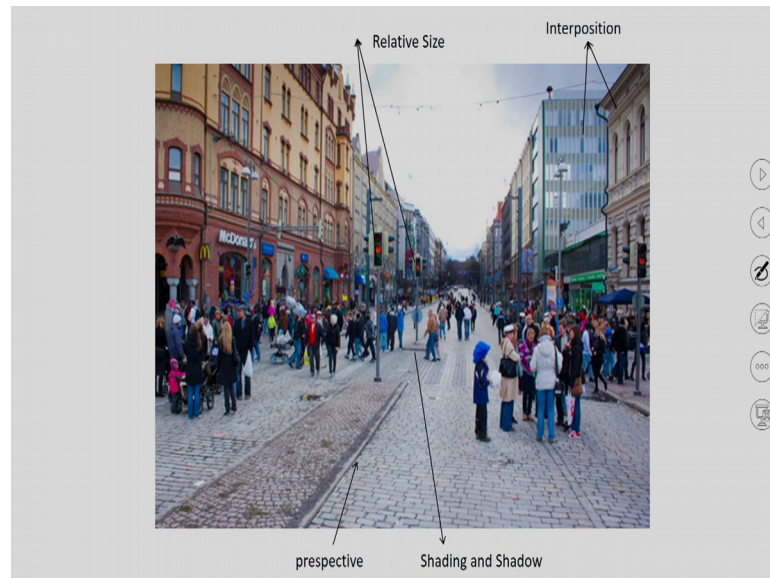 Interposition
Relative Size
McDonald
prespective
Shading and Shadow